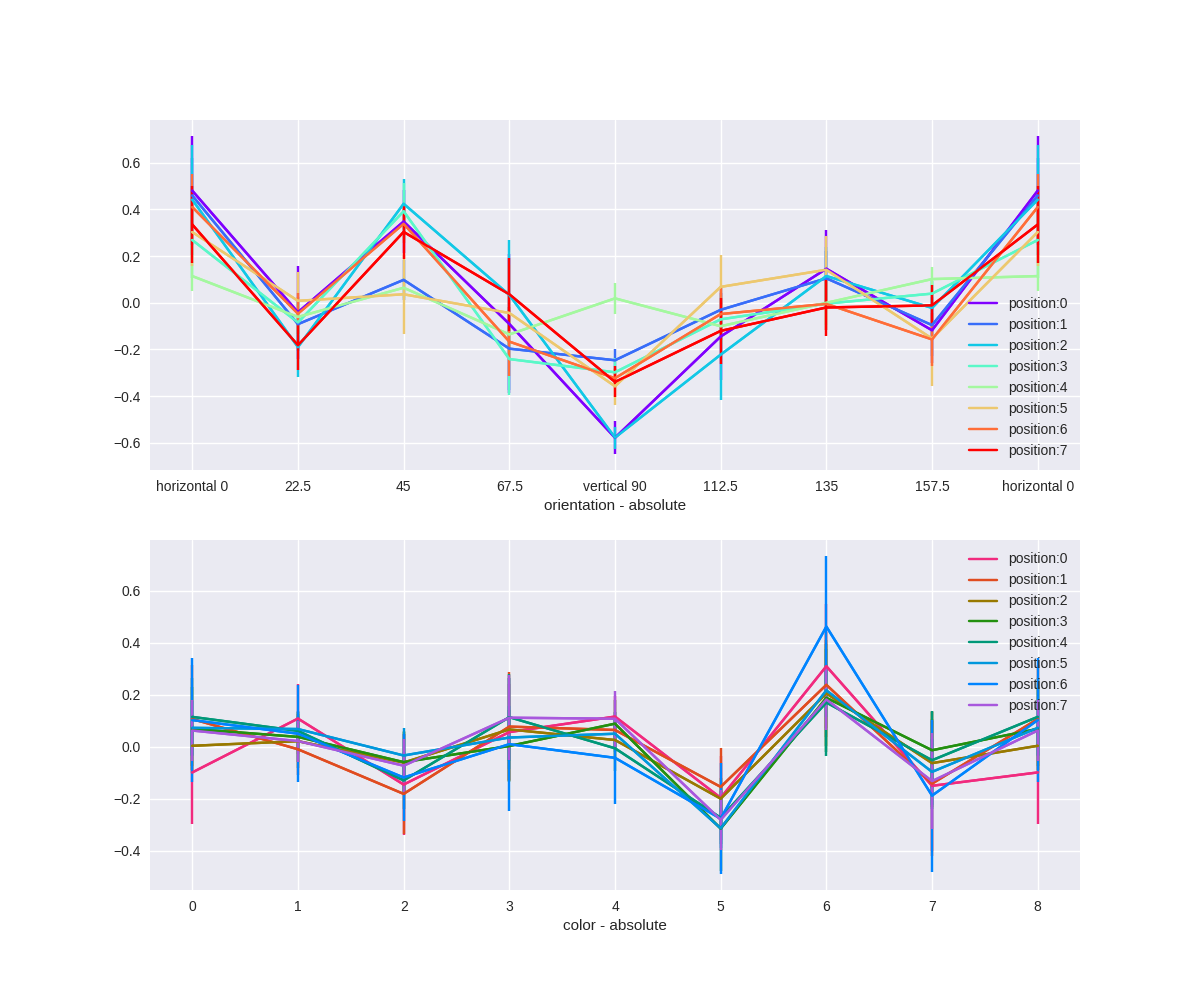 0.6
0.4
0.2
0.0
−0.2
−0.4
−0.6
position:0
position:1
position:2
position:3
position:4
position:5
position:6
position:7
horizontal 0 22.5 45 67.5 vertical 90 112.5 135 157.5 horizontal 0
orientation - absolute
0.6
0.4
0.2
0.0
−0.2
−0.4
position:0
position:1
position:2
position:3
position:4
position:5
position:6
position:7
0 1 2 3 4 5 6 7 8
color - absolute